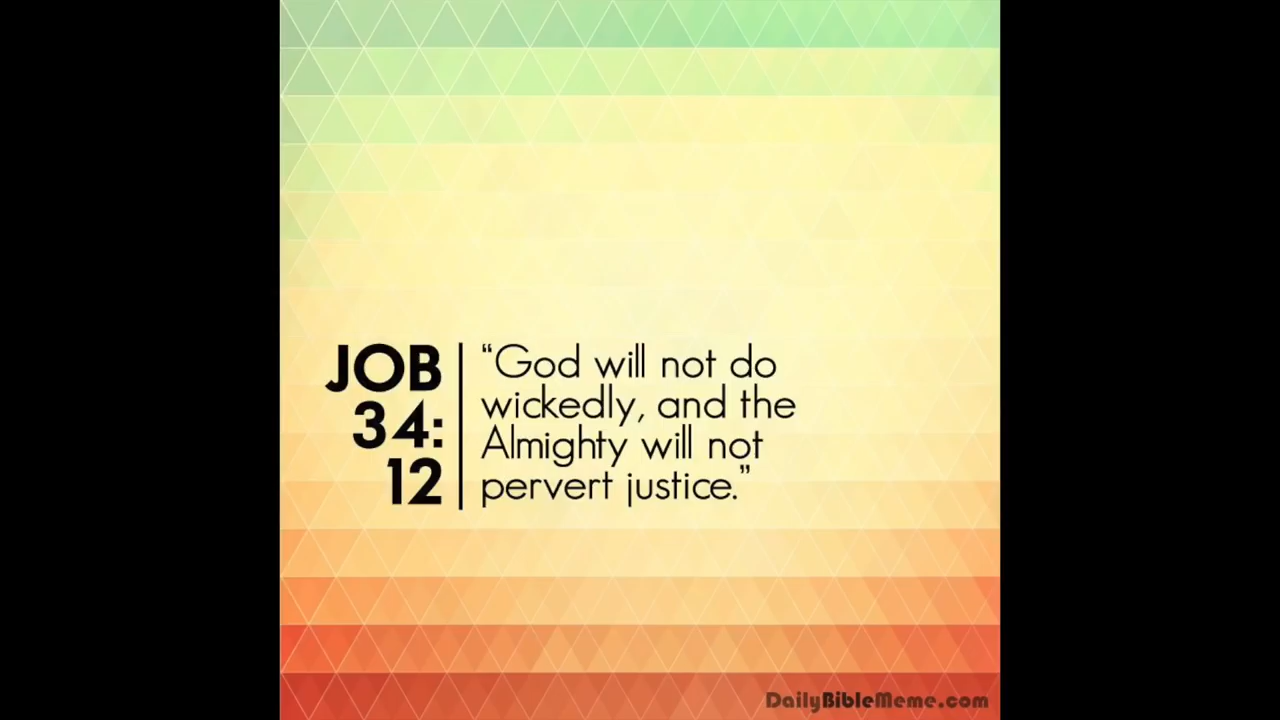 JOB
34:
12
“God will not do
wickedly, and the
Almighty will not
pervert justice.”
DailyBibleMeme.com